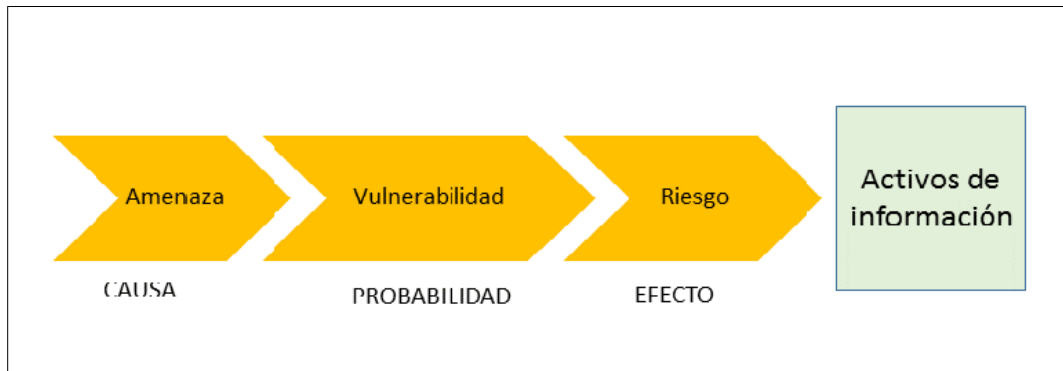 Amenaza
Vulnerabilidad
Riesgo
Activos de
información
CAUSA
PROBABILIDAD
EFECTO